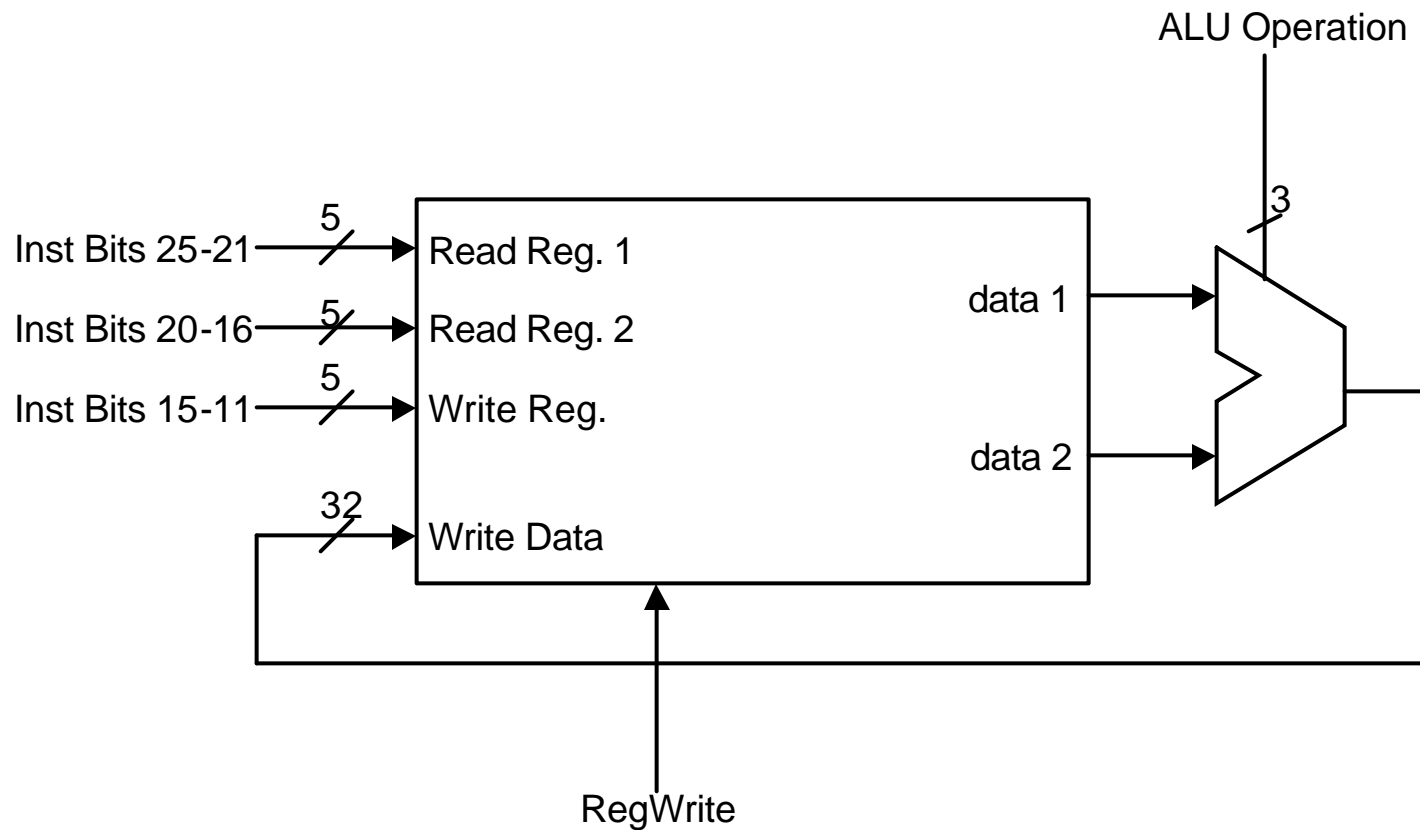 ALU Operation
3
5
Inst Bits 25-21
Read Reg. 1
data 1
5
Inst Bits 20-16
Read Reg. 2
5
Inst Bits 15-11
Write Reg.
data 2
32
Write Data
RegWrite